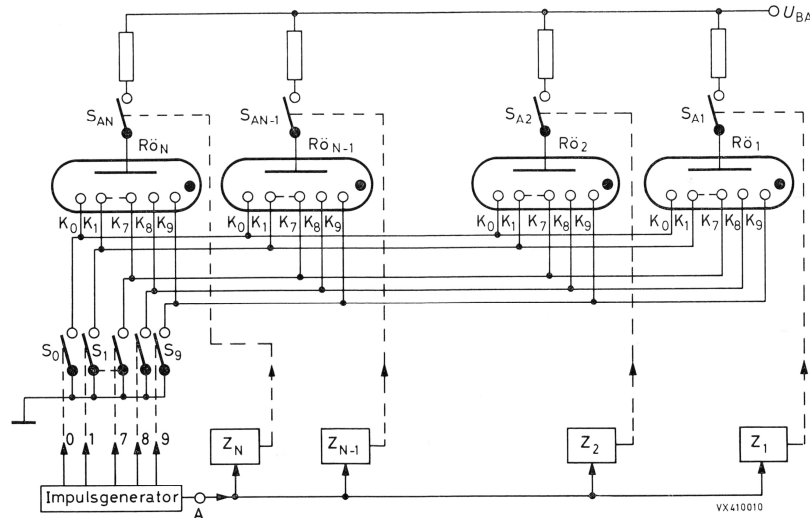 U_BA
S_AN S_AN-1 S_A2 S_A1
Rö_N Rö_N-1 Rö_2 Rö_1
K_0 K_1 K_7 K_8 K_9 K_0 K_1 K_7 K_8 K_9 K_0 K_1 K_7 K_8 K_9 K_0 K_1 K_7 K_8 K_9
S_0 S_1 S_9
0 1 7 8 9
Z_N Z_N-1 Z_2 Z_1
Impulsgenerator
A
VX410010